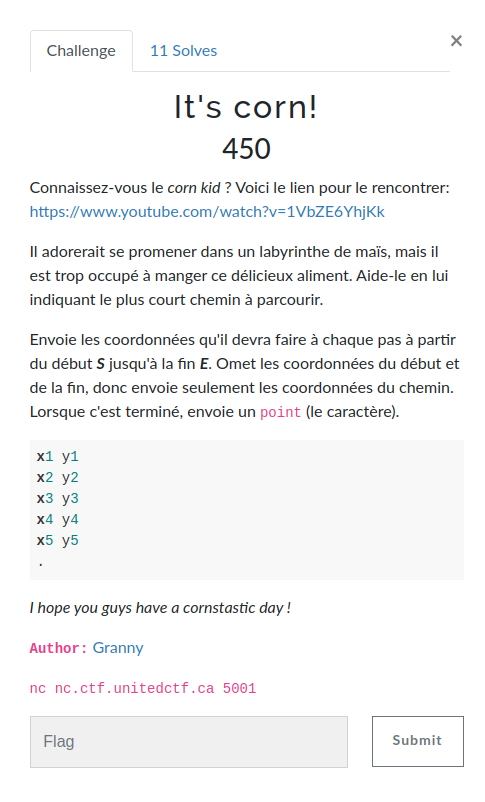 Challenge
11 Solves
×
It's corn!
450
Connaissez-vous le corn kid ? Voici le lien pour le rencontrer:
https://www.youtube.com/watch?v=1VbZE6YhjKk
Il adorerait se promener dans un labyrinthe de maïs, mais il
est trop occupé à manger ce délicieux aliment. Aide-le en lui
indiquant le plus court chemin à parcourir.
Envoie les coordonnées qu'il devra faire à chaque pas à partir
du début S jusqu'à la fin E. Omet les coordonnées du début et
de la fin, donc envoie seulement les coordonnées du chemin.
Lorsque c'est terminé, envoie un point (le caractère).
x1 y1
x2 y2
x3 y3
x4 y4
x5 y5
.
I hope you guys have a cornstastic day !
Author: Granny
nc nc.ctf.unitedctf.ca 5001
Flag
Submit